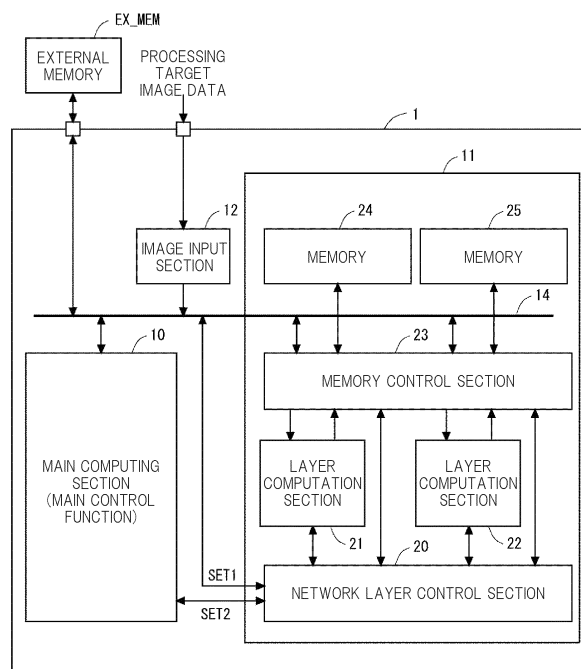 EX_MEM
EXTERNAL
MEMORY
PROCESSING
TARGET
IMAGE DATA
1
11
12
IMAGE INPUT
SECTION
24
MEMORY
25
MEMORY
14
10
MAIN COMPUTING
SECTION
(MAIN CONTROL
FUNCTION)
23
MEMORY CONTROL SECTION
LAYER
COMPUTATION
SECTION
21
LAYER
COMPUTATION
SECTION
22
20
NETWORK LAYER CONTROL SECTION
SET1
SET2